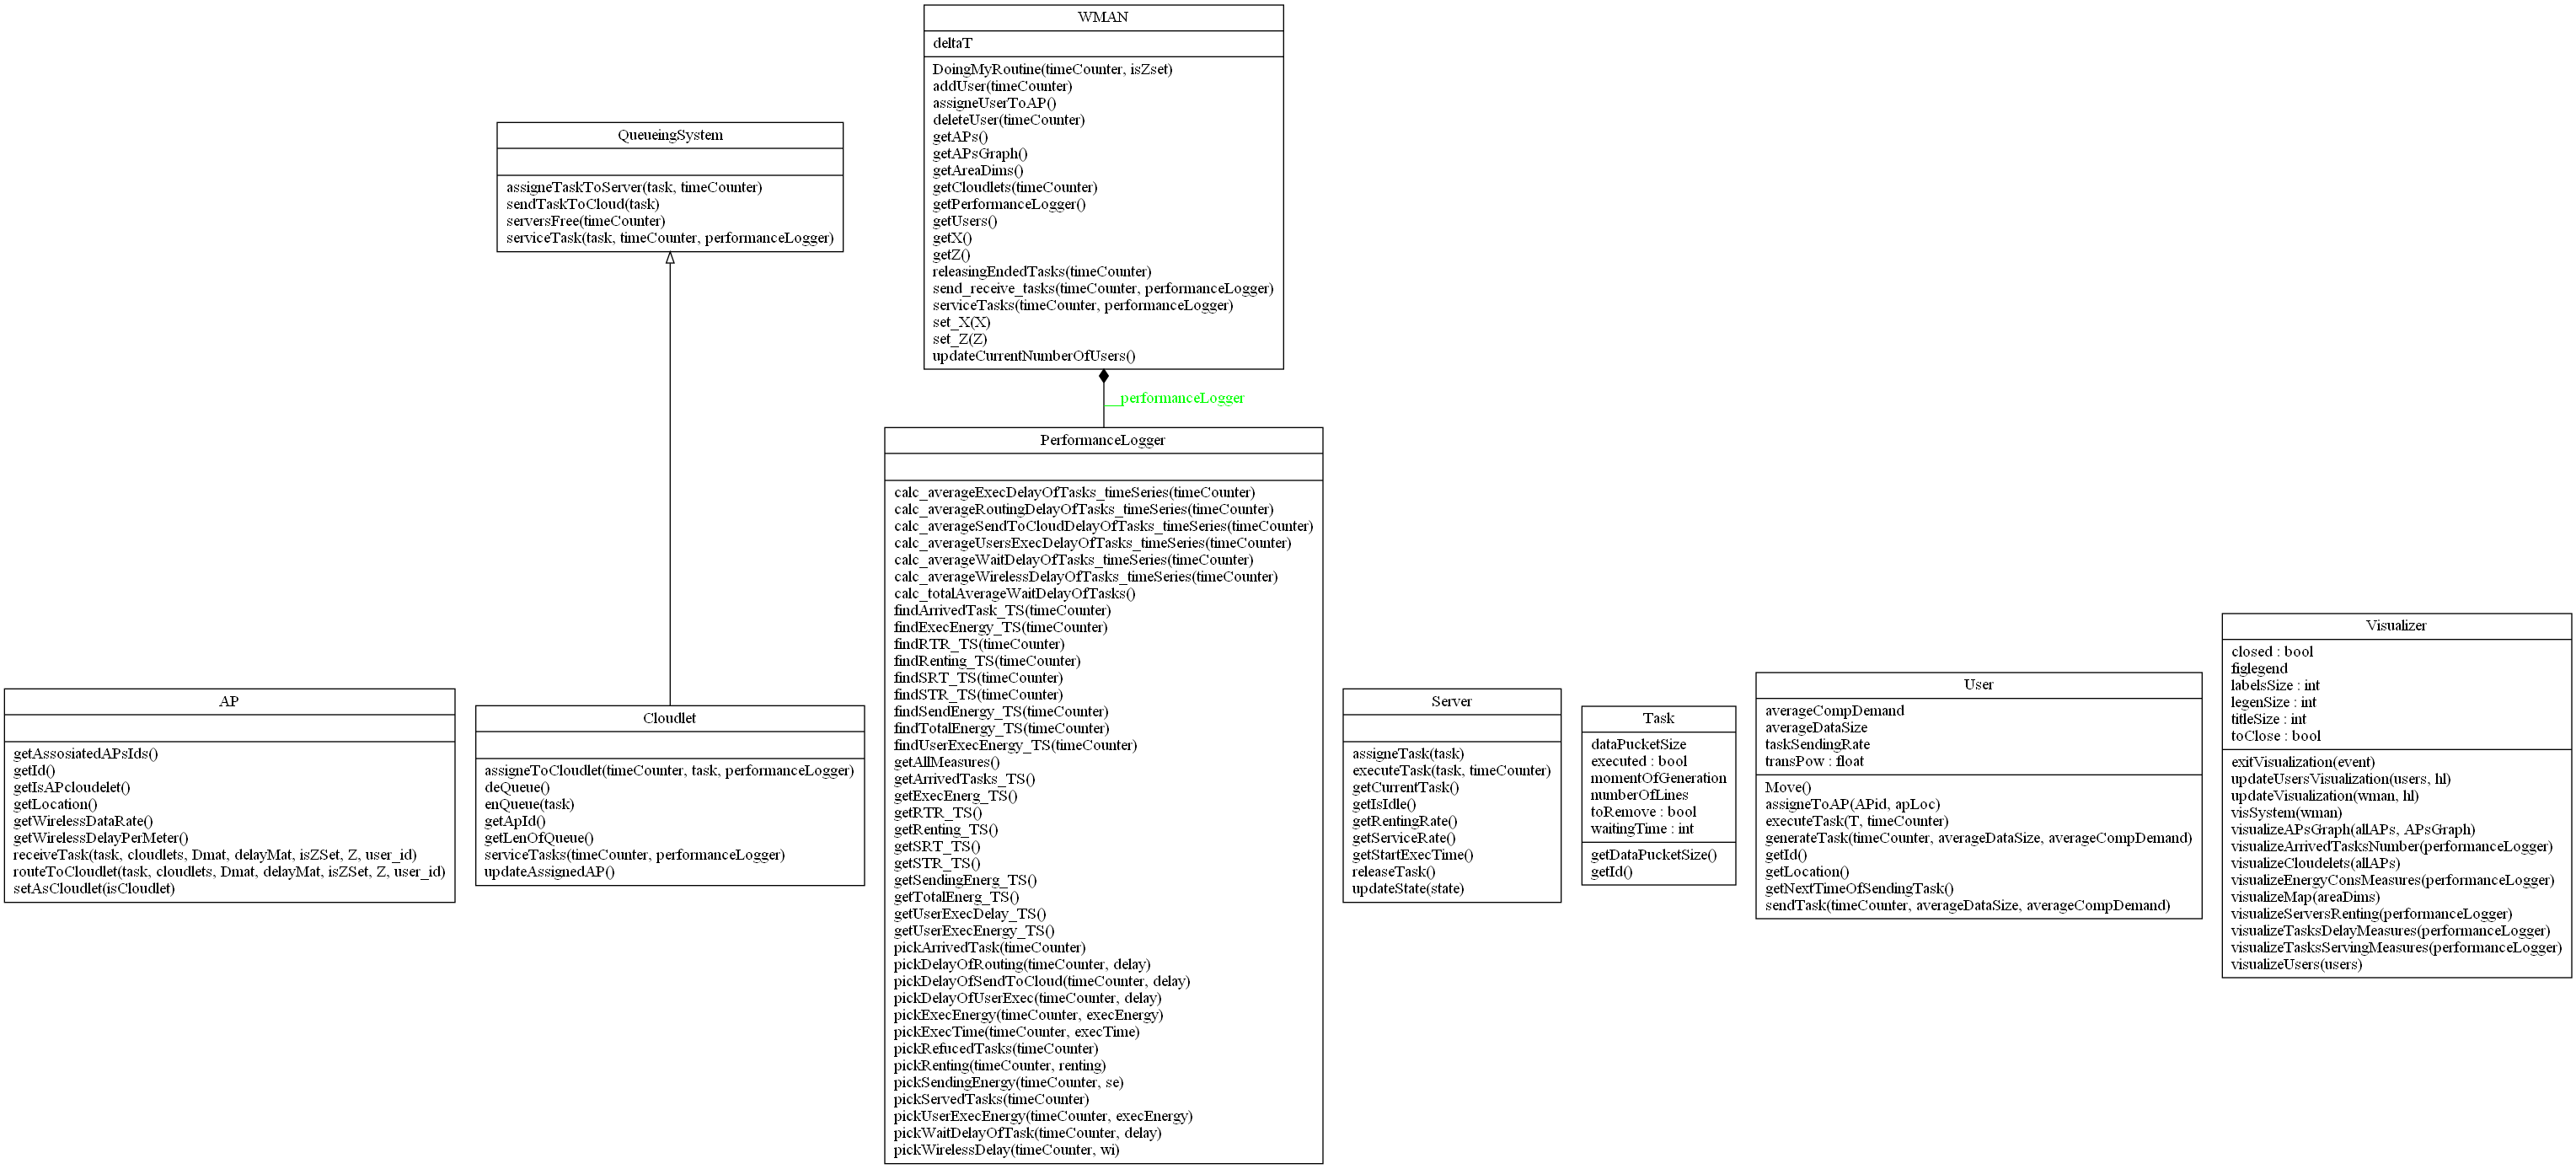 WMAN
deltaT
DoingMyRoutine(timeCounter, isZset)
addUser(timeCounter)
assigneUserToAP()
deleteUser(timeCounter)
getAPs()
getAPsGraph()
getAreaDims()
getCloudlets(timeCounter)
getPerformanceLogger()
getUsers()
getX()
getZ()
releasingEndedTasks(timeCounter)
send_receive_tasks(timeCounter, performanceLogger)
serviceTasks(timeCounter, performanceLogger)
set_X(X)
set_Z(Z)
updateCurrentNumberOfUsers()
QueueingSystem
assigneTaskToServer(task, timeCounter)
sendTaskToCloud(task)
serversFree(timeCounter)
serviceTask(task, timeCounter, performanceLogger)
__performanceLogger
AP
getAssosiatedAPsIds()
getId()
getIsAPcloudelet()
getLocation()
getWirelessDataRate()
getWirelessDelayPerMeter()
receiveTask(task, cloudlets, Dmat, delayMat, isZSet, Z, user_id)
routeToCloudlet(task, cloudlets, Dmat, delayMat, isZSet, Z, user_id)
setAsCloudlet(isCloudlet)
Cloudlet
assigneToCloudlet(timeCounter, task, performanceLogger)
deQueue()
enQueue(task)
getApId()
getLenOfQueue()
serviceTasks(timeCounter, performanceLogger)
updateAssignedAP()
PerformanceLogger
calc_averageExecDelayOfTasks_timeSeries(timeCounter)
calc_averageRoutingDelayOfTasks_timeSeries(timeCounter)
calc_averageSendToCloudDelayOfTasks_timeSeries(timeCounter)
calc_averageUsersExecDelayOfTasks_timeSeries(timeCounter)
calc_averageWaitDelayOfTasks_timeSeries(timeCounter)
calc_averageWirelessDelayOfTasks_timeSeries(timeCounter)
calc_totalAverageWaitDelayOfTasks()
findArrivedTask_TS(timeCounter)
findExecEnergy_TS(timeCounter)
findRTR_TS(timeCounter)
findRenting_TS(timeCounter)
findSRT_TS(timeCounter)
findSTR_TS(timeCounter)
findSendEnergy_TS(timeCounter)
findTotalEnergy_TS(timeCounter)
findUserExecEnergy_TS(timeCounter)
getAllMeasures()
getArrivedTasks_TS()
getExecEnerg_TS()
getRTR_TS()
getRenting_TS()
getSRT_TS()
getSTR_TS()
getSendingEnerg_TS()
getTotalEnerg_TS()
getUserExecDelay_TS()
getUserExecEnergy_TS()
pickArrivedTask(timeCounter)
pickDelayOfRouting(timeCounter, delay)
pickDelayOfSendToCloud(timeCounter, delay)
pickDelayOfUserExec(timeCounter, delay)
pickExecEnergy(timeCounter, execEnergy)
pickExecTime(timeCounter, execTime)
pickRefucedTasks(timeCounter)
pickRenting(timeCounter, renting)
pickSendingEnergy(timeCounter, se)
pickServedTasks(timeCounter)
pickUserExecEnergy(timeCounter, execEnergy)
pickWaitDelayOfTask(timeCounter, delay)
pickWirelessDelay(timeCounter, wi)
Server
assigneTask(task)
executeTask(task, timeCounter)
getCurrentTask()
getIsIdle()
getRentingRate()
getServiceRate()
getStartExecTime()
releaseTask()
updateState(state)
Task
dataPucketSize
executed : bool
momentOfGeneration
numberOfLines
toRemove : bool
waitingTime : int
getDataPucketSize()
getId()
User
averageCompDemand
averageDataSize
taskSendingRate
transPow : float
Move()
assigneToAP(APid, apLoc)
executeTask(T, timeCounter)
generateTask(timeCounter, averageDataSize, averageCompDemand)
getId()
getLocation()
getNextTimeOfSendingTask()
sendTask(timeCounter, averageDataSize, averageCompDemand)
Visualizer
closed : bool
figlegend
labelsSize : int
legenSize : int
titleSize : int
toClose : bool
exitVisualization(event)
updateUsersVisualization(users, hl)
updateVisualization(wman, hl)
visSystem(wman)
visualizeAPsGraph(allAPs, APsGraph)
visualizeArrivedTasksNumber(performanceLogger)
visualizeCloudelets(allAPs)
visualizeEnergyConsMeasures(performanceLogger)
visualizeMap(areaDims)
visualizeServersRenting(performanceLogger)
visualizeTasksDelayMeasures(performanceLogger)
visualizeTasksServingMeasures(performanceLogger)
visualizeUsers(users)